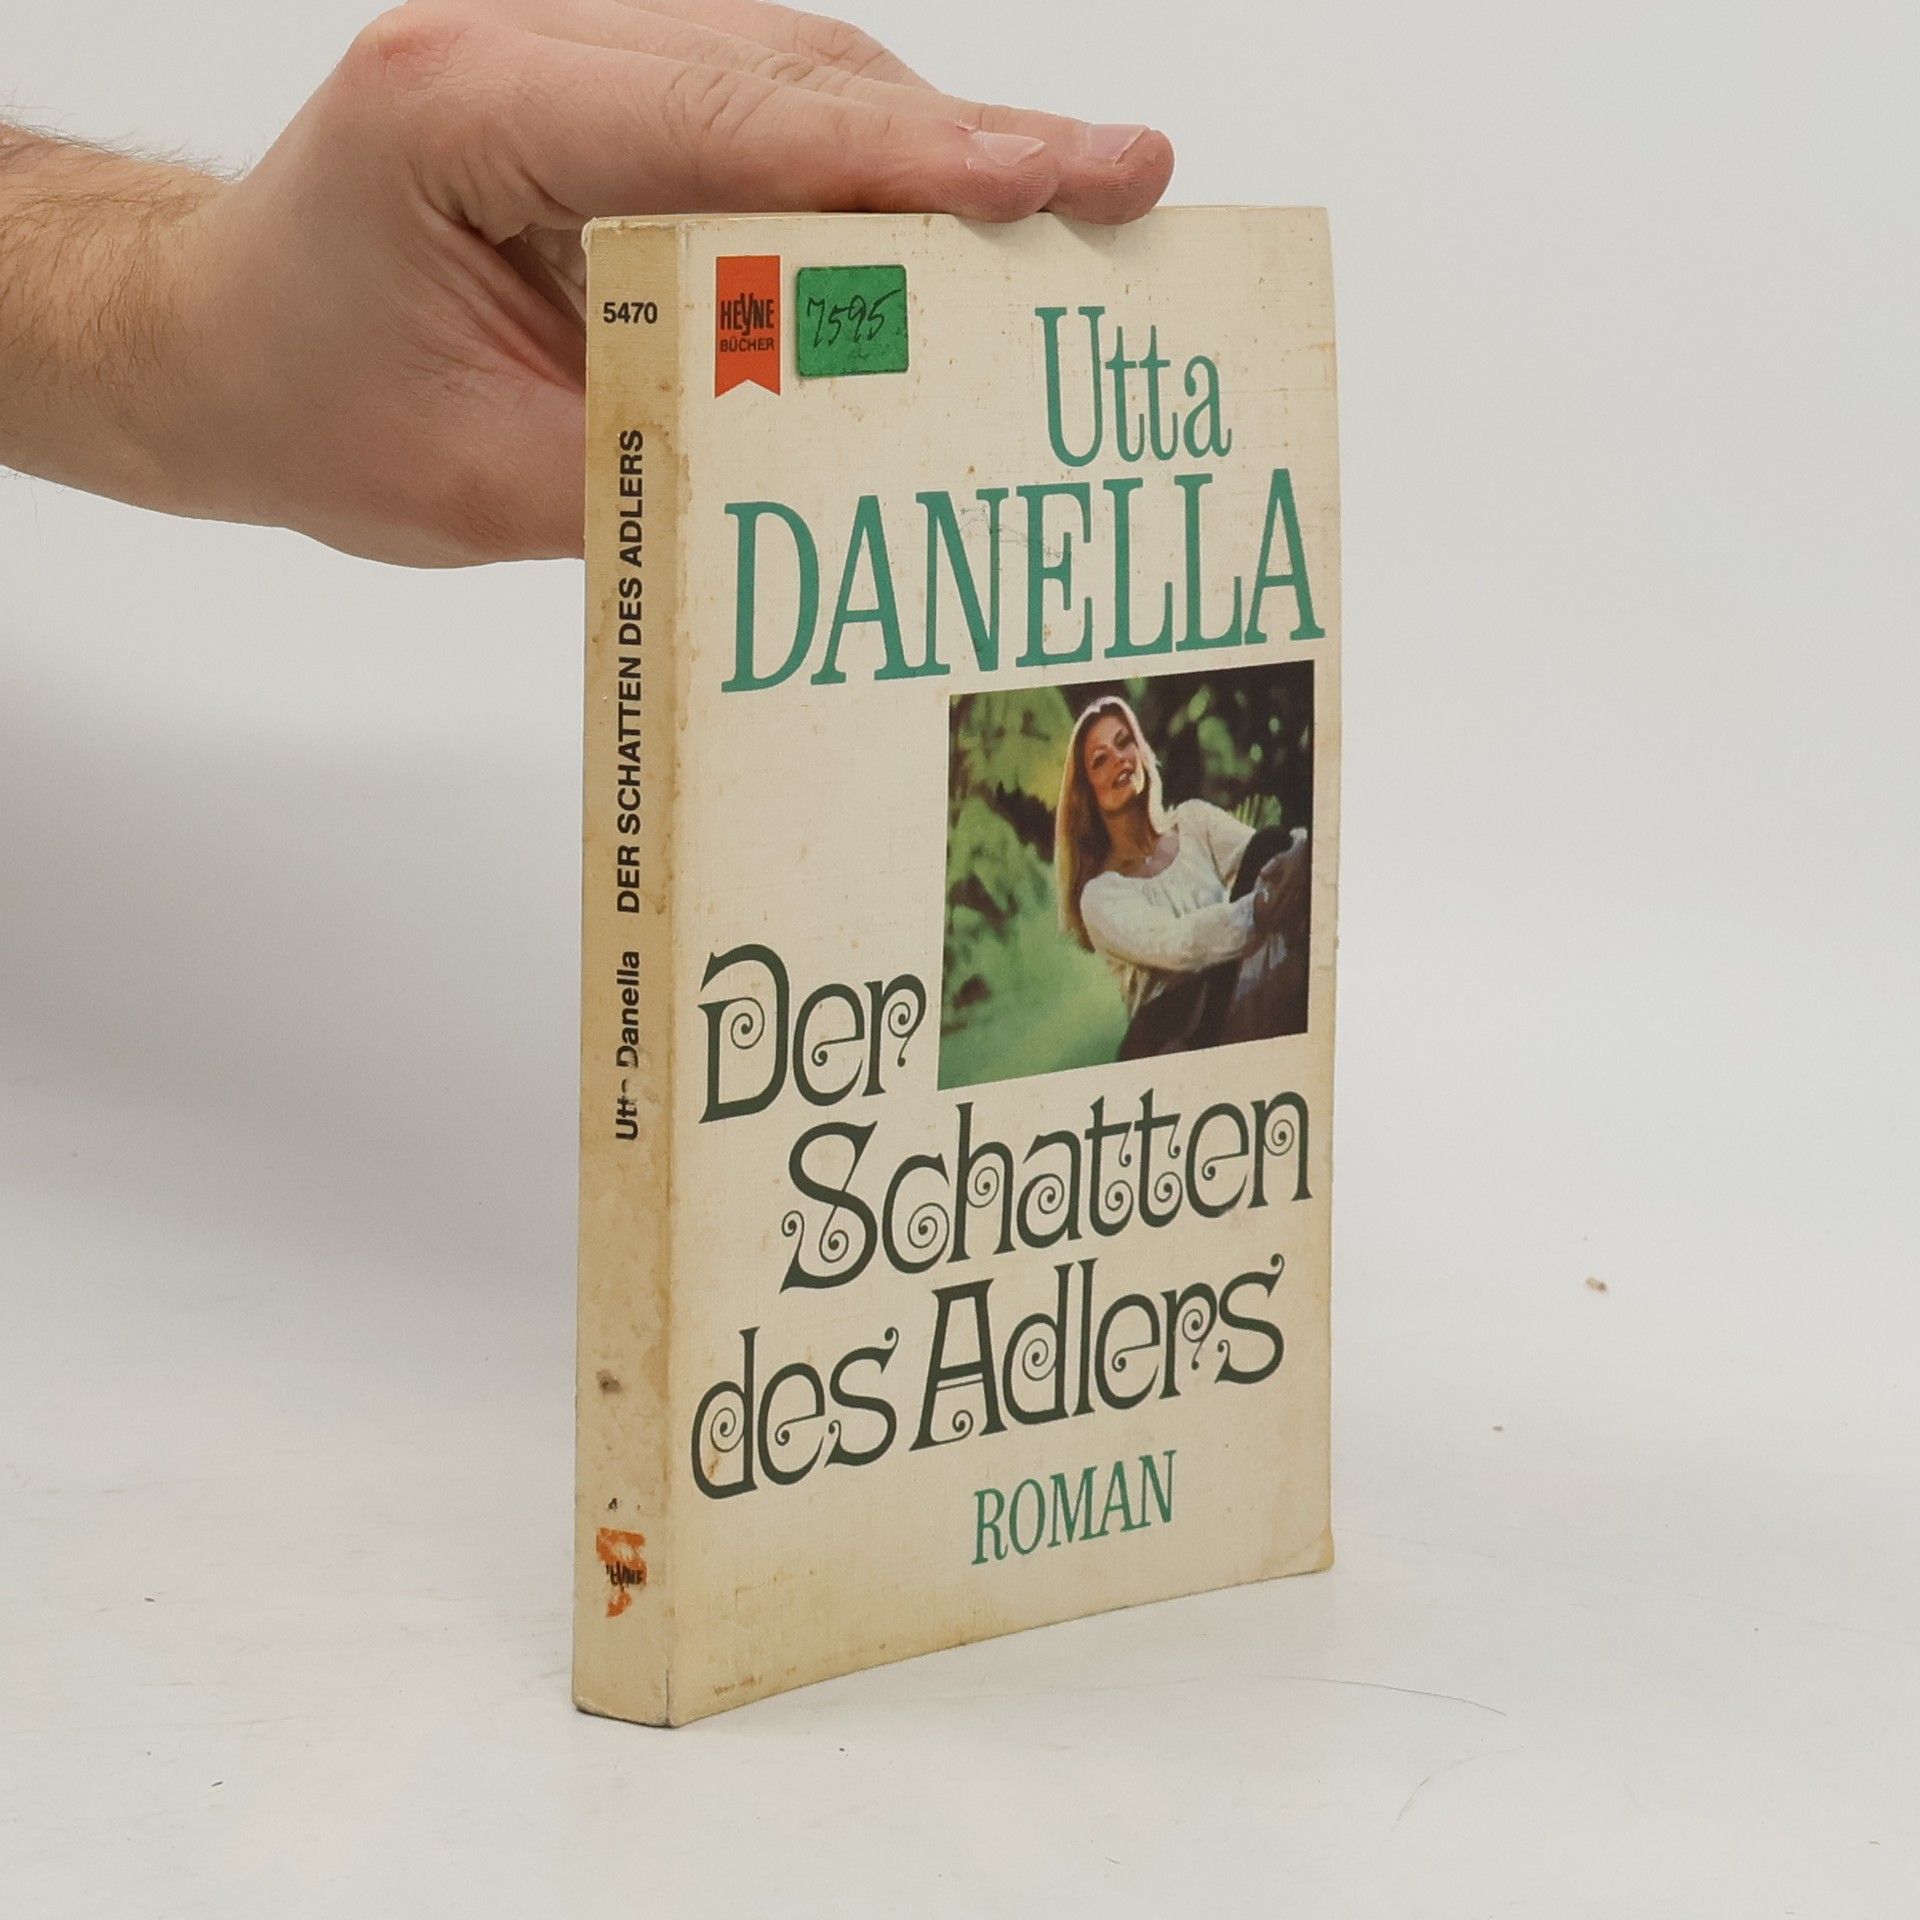 5470
Utta Danella DER SCHATTEN DES ADLERS
HEYNE
BÜCHER
7595
Utta
DANELLA
Der
Schatten
des Adlers
ROMAN